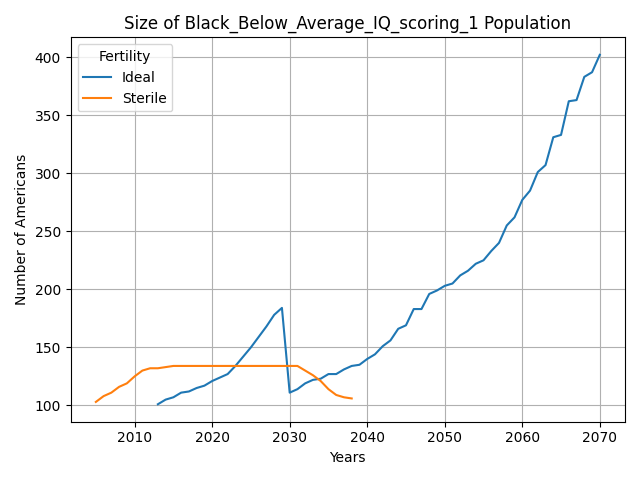 Size of Black_Below_Average_IQ_scoring_1 Population
Fertility
Ideal
Sterile
Number of Americans
400
350
300
250
200
150
100
2010
2020
2030
2040
2050
2060
2070
Years